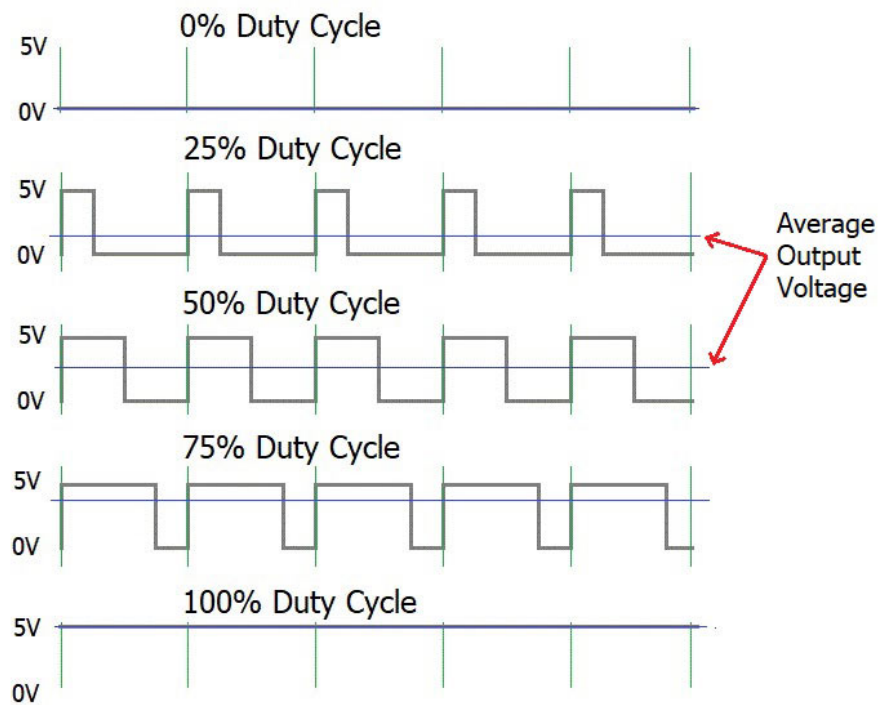 0% Duty Cycle
5V
0V
25% Duty Cycle
5V
0V
Average
Output
Voltage
50% Duty Cycle
5V
0V
75% Duty Cycle
5V
0V
100% Duty Cycle
5V
0V